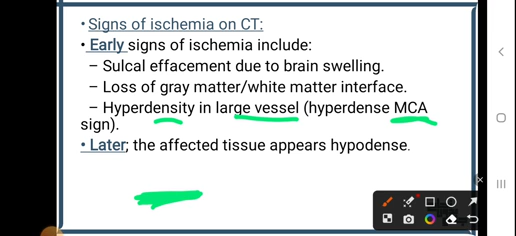 • Signs of ischemia on CT:
• Early signs of ischemia include:
– Sulcal effacement due to brain swelling.
– Loss of gray matter/white matter interface.
– Hyperdensity in large vessel (hyperdense MCA
sign).
• Later; the affected tissue appears hypodense.